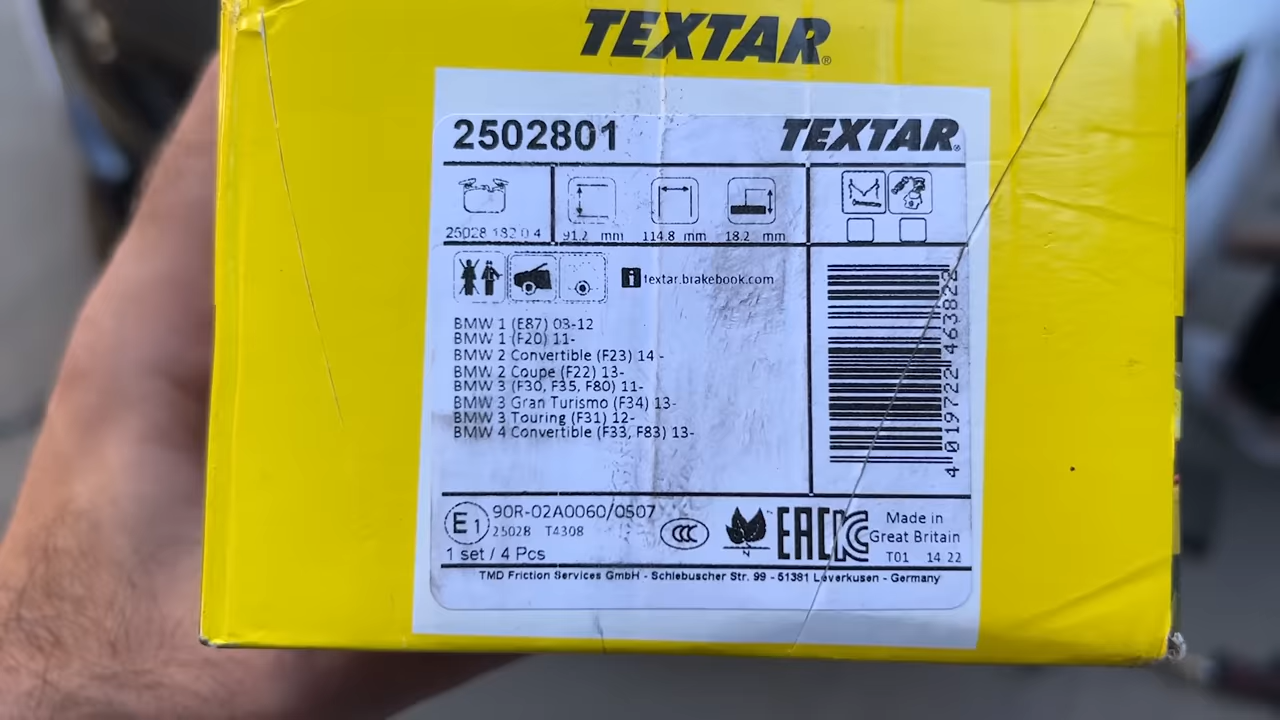 TEXTAR®
2502801 TEXTAR®
25028 182 0 4 91.2 mm 114.8 mm 18.2 mm
i textar.brakebook.com
BMW 1 (E87) 03-12
BMW 1 (F20) 11-
BMW 2 Convertible (F23) 14 -
BMW 2 Coupe (F22) 13-
BMW 3 (F30, F35, F80) 11-
BMW 3 Gran Turismo (F34) 13-
BMW 3 Touring (F31) 12-
BMW 4 Convertible (F33, F83) 13-
4 019722 463822
E1 90R-02A0060/0507
25028 T4308
1 set / 4 Pcs
CCC
N
EAC
Made in
Great Britain
T01 14 22
TMD Friction Services GmbH - Schlebuscher Str. 99 - 51381 Leverkusen - Germany